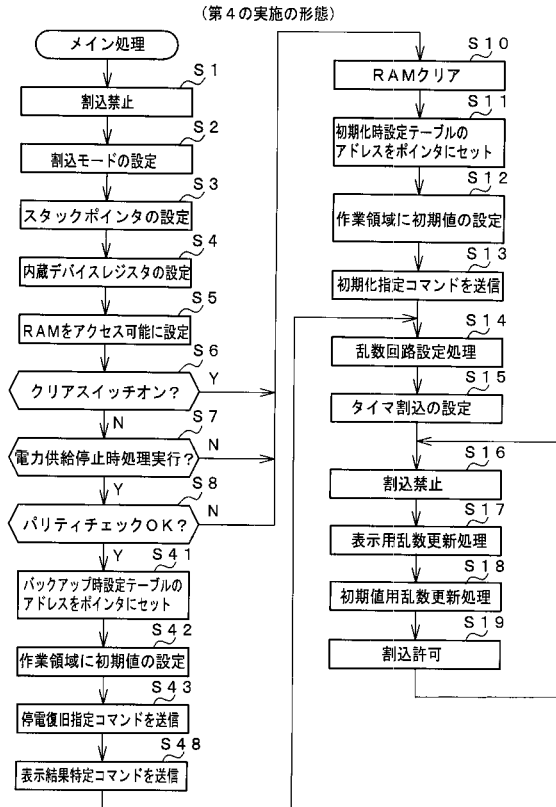 (第4の実施の形態)
メイン処理
S1
割込禁止
S2
割込モードの設定
S3
スタックポインタの設定
S4
内蔵デバイスレジスタの設定
S5
RAMをアクセス可能に設定
S6
クリアスイッチオン?
Y
N
S7
電力供給停止時処理実行?
N
Y
S8
パリティチェックOK?
N
Y
S41
バックアップ時設定テーブルの
アドレスをポインタにセット
S42
作業領域に初期値の設定
S43
停電復旧指定コマンドを送信
S48
表示結果特定コマンドを送信
S10
RAMクリア
S11
初期化時設定テーブルの
アドレスをポインタにセット
S12
作業領域に初期値の設定
S13
初期化指定コマンドを送信
S14
乱数回路設定処理
S15
タイマ割込の設定
S16
割込禁止
S17
表示用乱数更新処理
S18
初期値用乱数更新処理
S19
割込許可